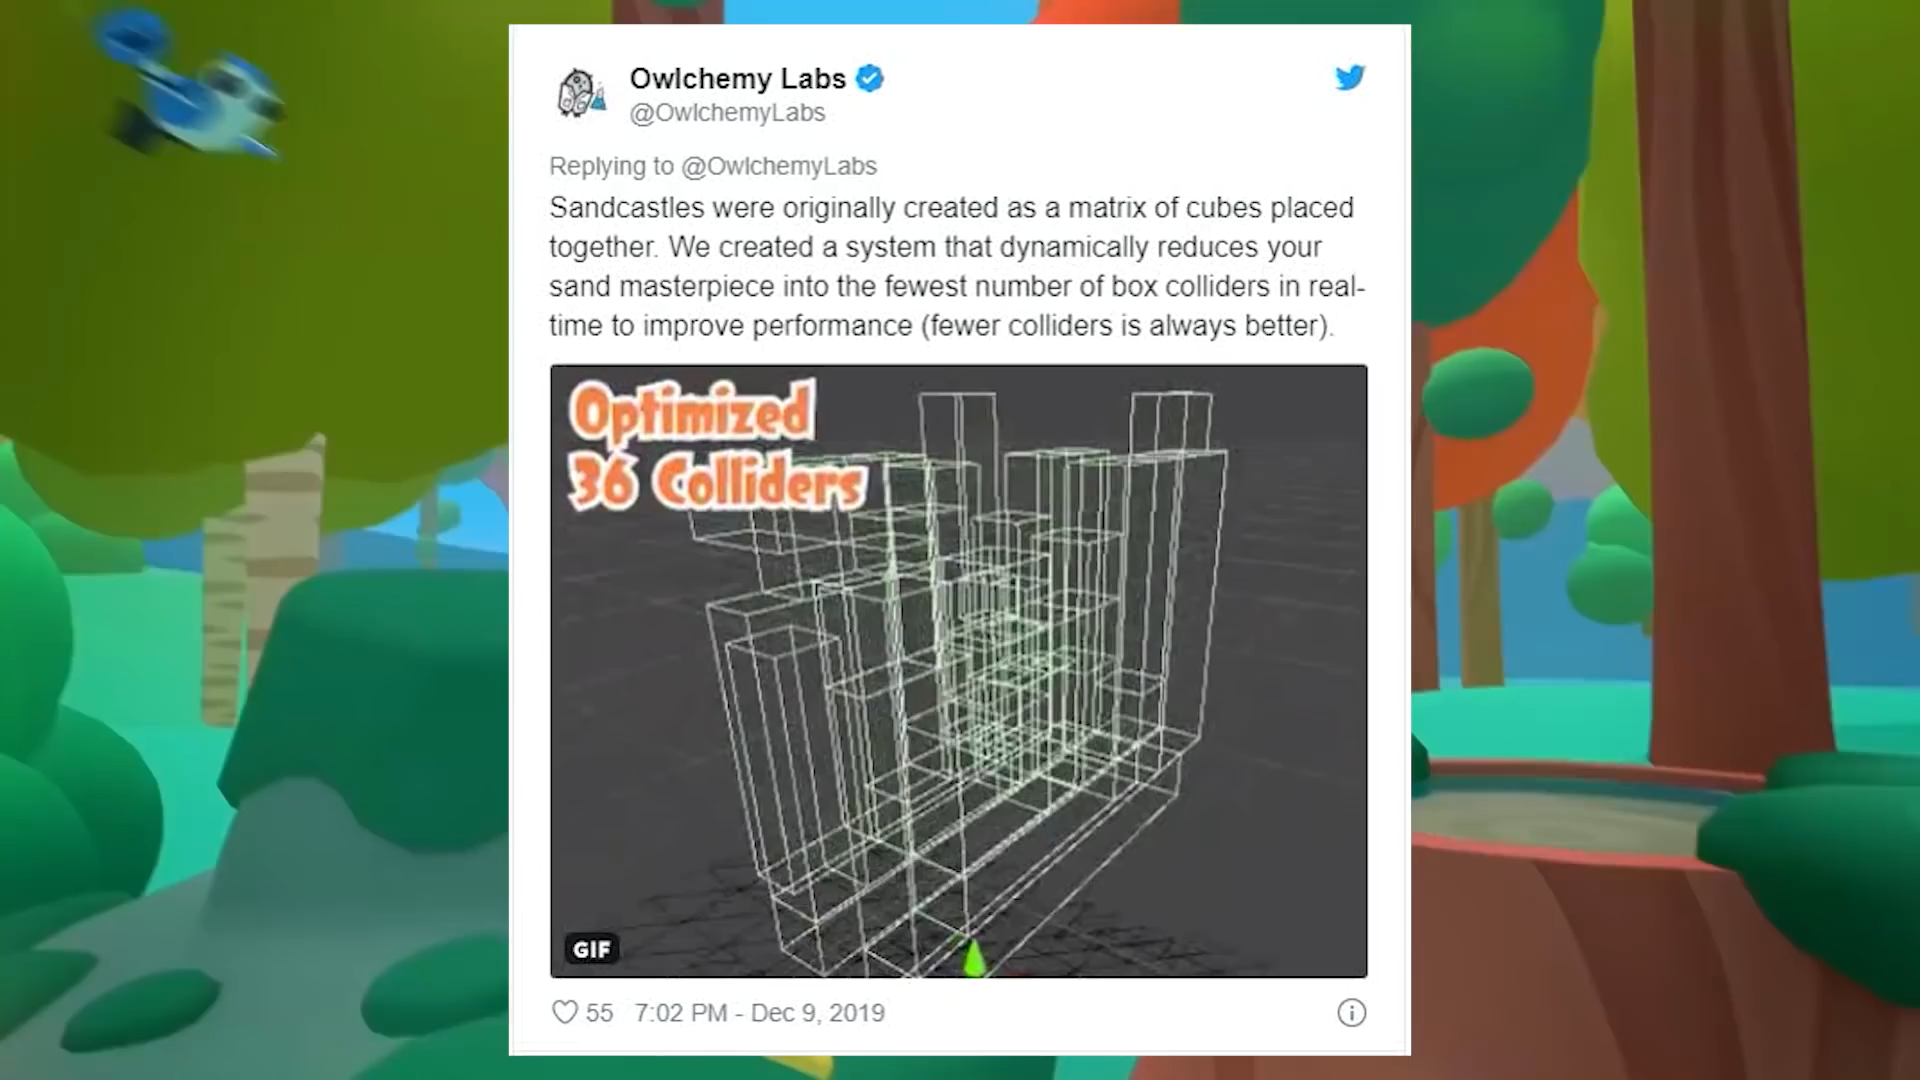 Owlchemy Labs
@OwlchemyLabs
Replying to @OwlchemyLabs
Sandcastles were originally created as a matrix of cubes placed
together. We created a system that dynamically reduces your
sand masterpiece into the fewest number of box colliders in real-
time to improve performance (fewer colliders is always better).
Optimized
36 Colliders
GIF
55 7:02 PM - Dec 9, 2019